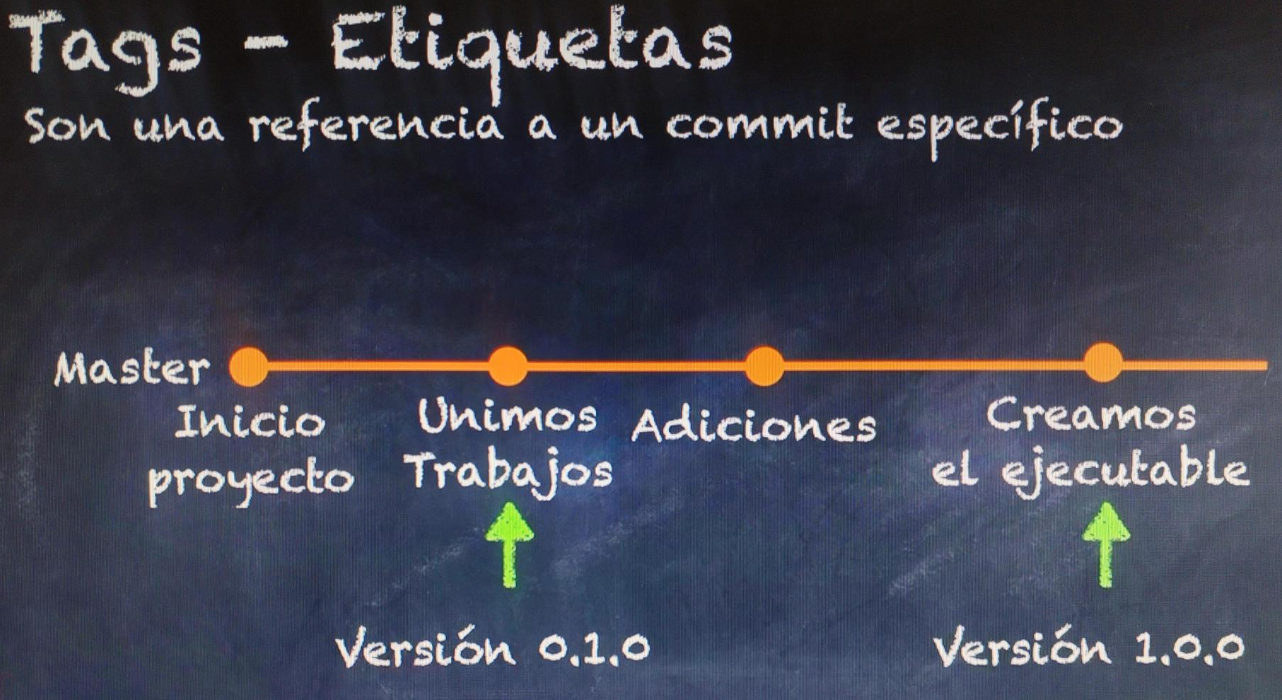 Tags - Etiquetas
Son una referencia a un commit específico
Master
Inicio
proyecto
Unimos
Trabajos
Adiciones
Creamos
el ejecutable
Versión 0.1.0
Versión 1.0.0